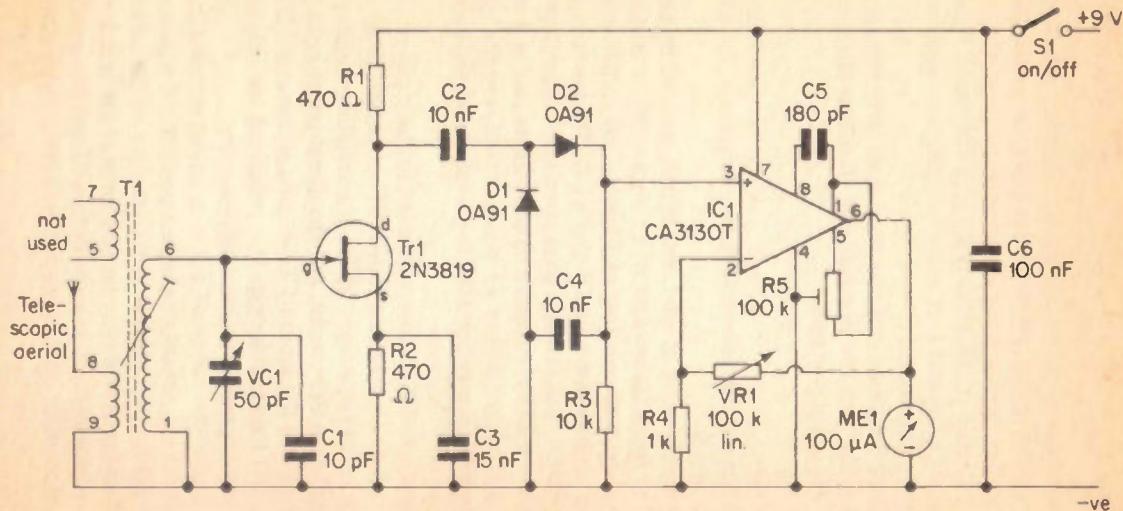 +9 V
S1
on/off
R1
470 Ω
C2
10 nF
D2
OA91
C5
180 pF
7
T1
not
used
5
6
D1
OA91
3
+
7
8
1
6
IC1
CA3130T
5
4
2
−
d
g
Tr1
2N3819
s
C6
100 nF
Tele-
scopic
aerial
C4
10 nF
R5
100 k
8
9
1
VC1
50 pF
R2
470
Ω
R3
10 k
R4
1 k
VR1
100 k
lin.
ME1
100 µA
+
−
C1
10 pF
C3
15 nF
−ve